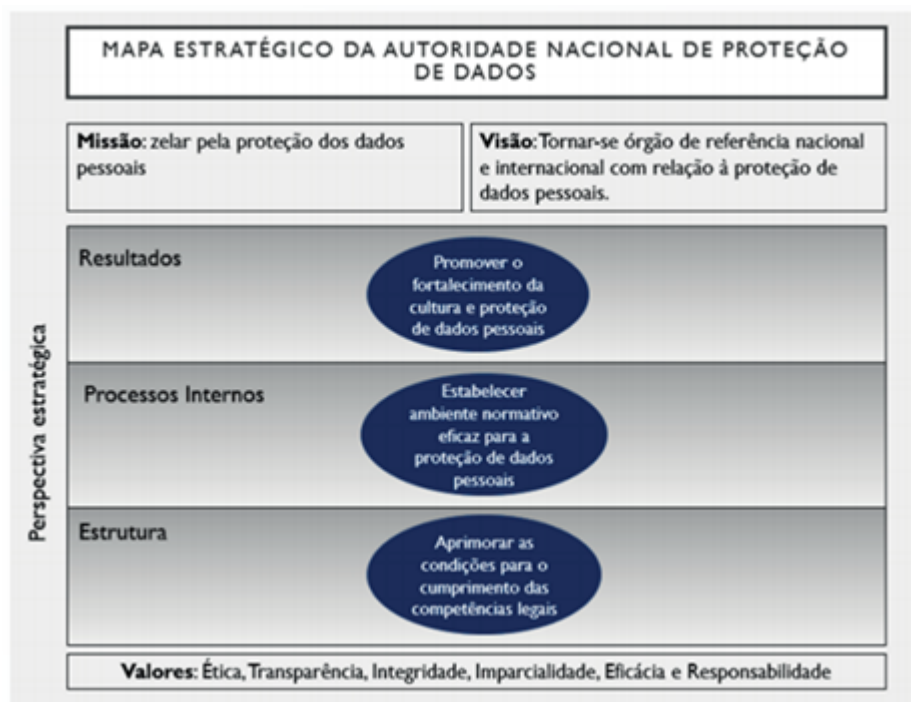 MAPA ESTRATÉGICO DA AUTORIDADE NACIONAL DE PROTEÇÃO
DE DADOS
Missão: zelar pela proteção dos dados
pessoais
Visão: Tornar-se órgão de referência nacional
e internacional com relação à proteção de
dados pessoais.
Perspectiva estratégica
Resultados
Promover o
fortalecimento da
cultura e proteção
de dados pessoais
Processos Internos
Estabelecer
ambiente normativo
eficaz para a
proteção de dados
pessoais
Estrutura
Aprimorar as
condições para o
cumprimento das
competências legais
Valores: Ética, Transparência, Integridade, Imparcialidade, Eficácia e Responsabilidade